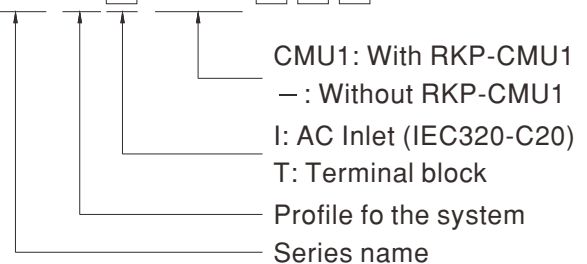 CMU1: With RKP-CMU1
– : Without RKP-CMU1
I: AC Inlet (IEC320-C20)
T: Terminal block
Profile fo the system
Series name